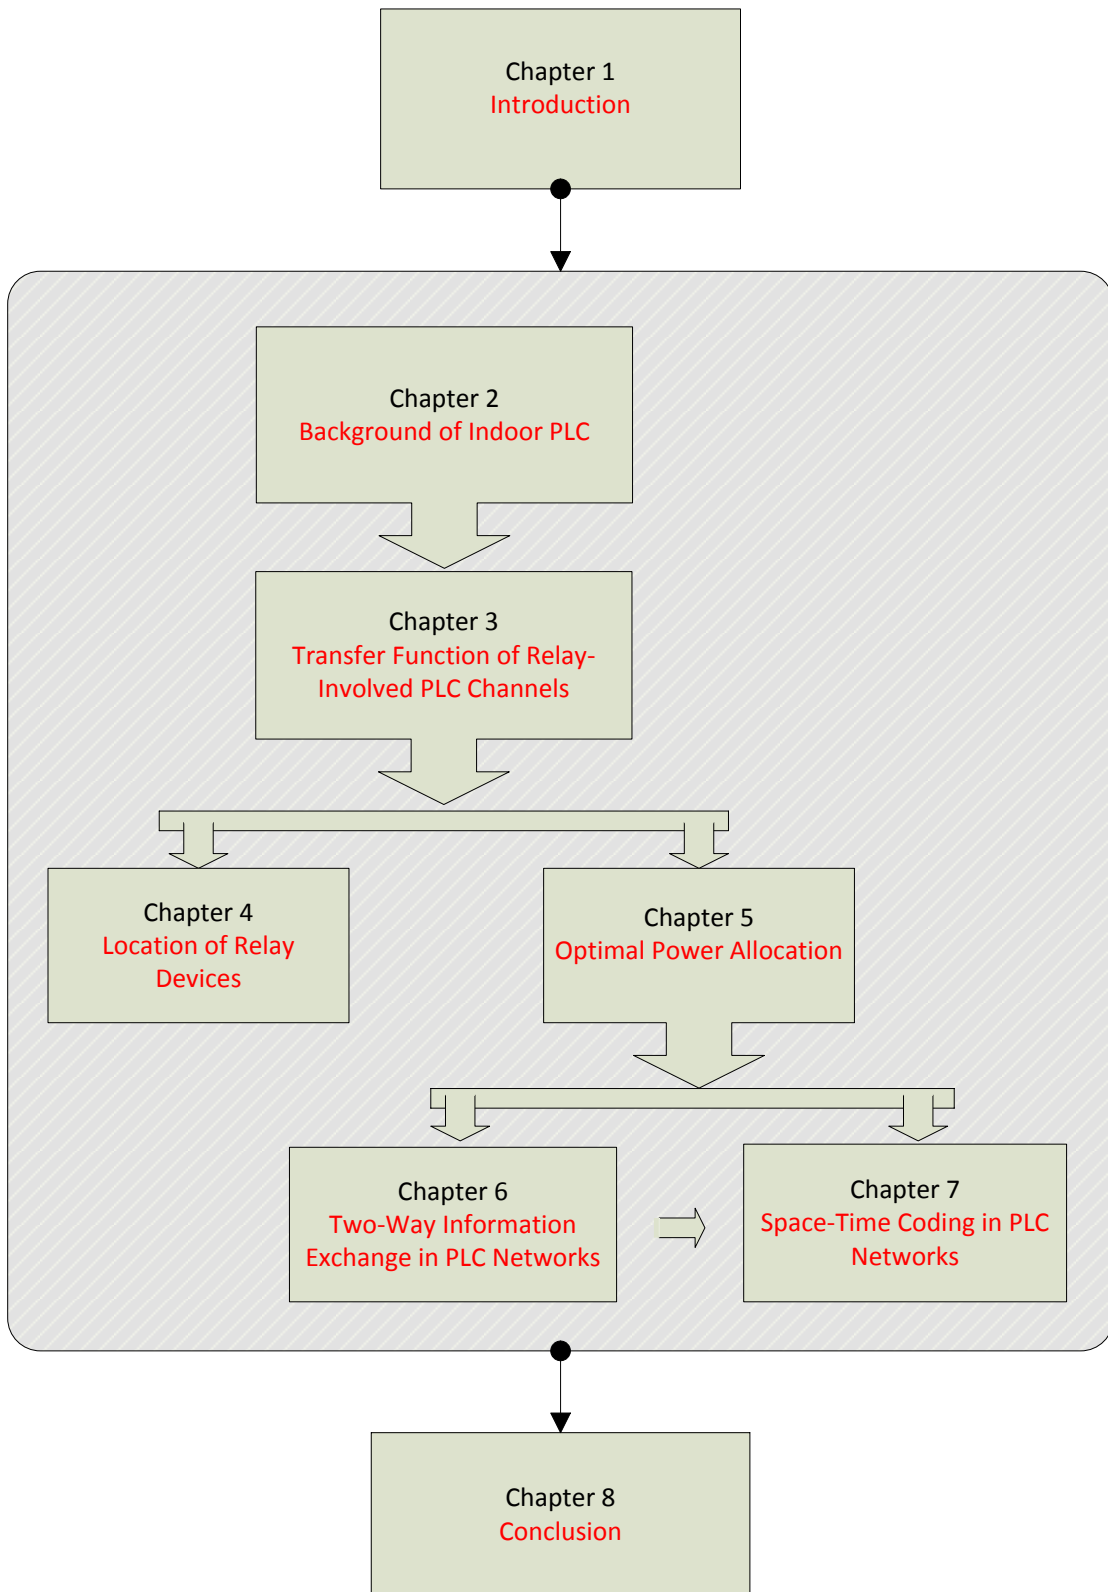 Chapter 1
Introduction
Chapter 2
Background of Indoor PLC
Chapter 3
Transfer Function of Relay-
Involved PLC Channels
Chapter 4
Location of Relay
Devices
Chapter 5
Optimal Power Allocation
Chapter 6
Two-Way Information
Exchange in PLC Networks
Chapter 7
Space-Time Coding in PLC
Networks
Chapter 8
Conclusion